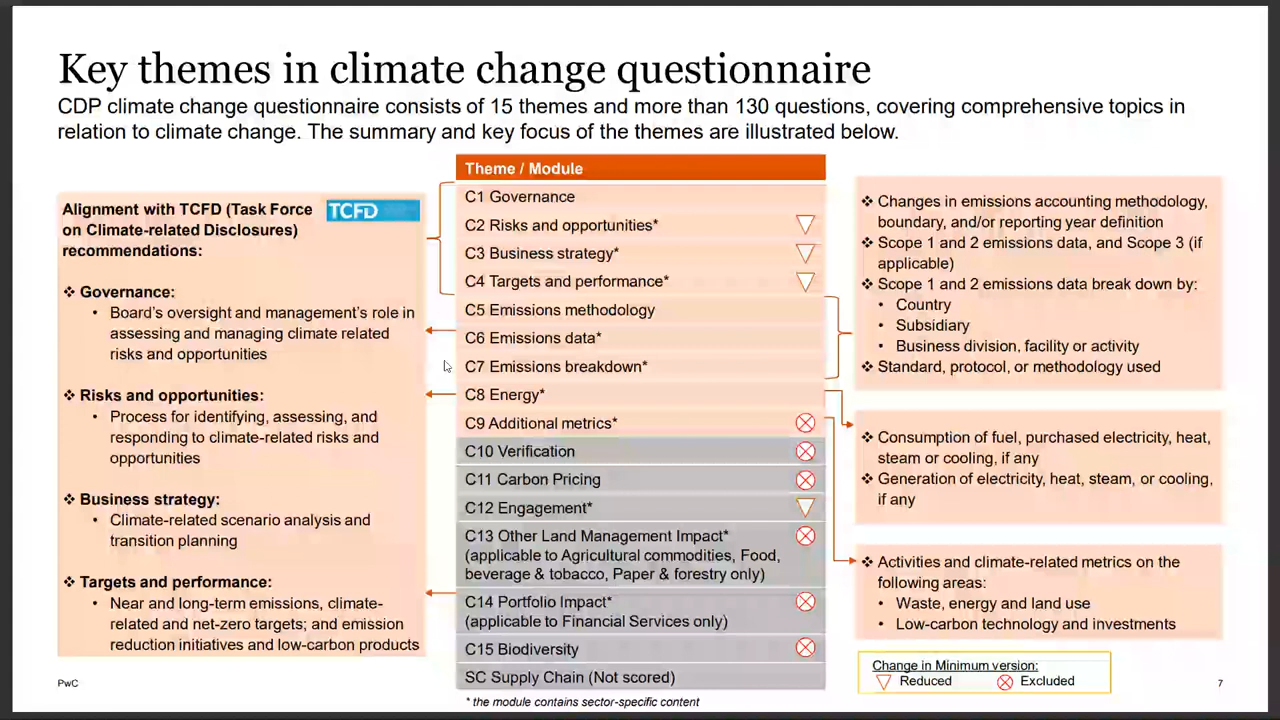 Key themes in climate change questionnaire
CDP climate change questionnaire consists of 15 themes and more than 130 questions, covering comprehensive topics in
relation to climate change. The summary and key focus of the themes are illustrated below.
Alignment with TCFD (Task Force
on Climate-related Disclosures)
recommendations:
TCFD
❖ Governance:
• Board's oversight and management's role in
assessing and managing climate related
risks and opportunities
❖ Risks and opportunities:
• Process for identifying, assessing, and
responding to climate-related risks and
opportunities
❖ Business strategy:
• Climate-related scenario analysis and
transition planning
❖ Targets and performance:
• Near and long-term emissions, climate-
related and net-zero targets; and emission
reduction initiatives and low-carbon products
Theme / Module
C1 Governance
C2 Risks and opportunities*
C3 Business strategy*
C4 Targets and performance*
C5 Emissions methodology
C6 Emissions data*
C7 Emissions breakdown*
C8 Energy*
C9 Additional metrics*
C10 Verification
C11 Carbon Pricing
C12 Engagement*
C13 Other Land Management Impact*
(applicable to Agricultural commodities, Food,
beverage & tobacco, Paper & forestry only)
C14 Portfolio Impact*
(applicable to Financial Services only)
C15 Biodiversity
SC Supply Chain (Not scored)
* the module contains sector-specific content
❖ Changes in emissions accounting methodology,
boundary, and/or reporting year definition
❖ Scope 1 and 2 emissions data, and Scope 3 (if
applicable)
❖ Scope 1 and 2 emissions data break down by:
• Country
• Subsidiary
• Business division, facility or activity
❖ Standard, protocol, or methodology used
❖ Consumption of fuel, purchased electricity, heat,
steam or cooling, if any
❖ Generation of electricity, heat, steam, or cooling,
if any
❖ Activities and climate-related metrics on the
following areas:
• Waste, energy and land use
• Low-carbon technology and investments
Change in Minimum version:
Reduced
Excluded
PwC
7